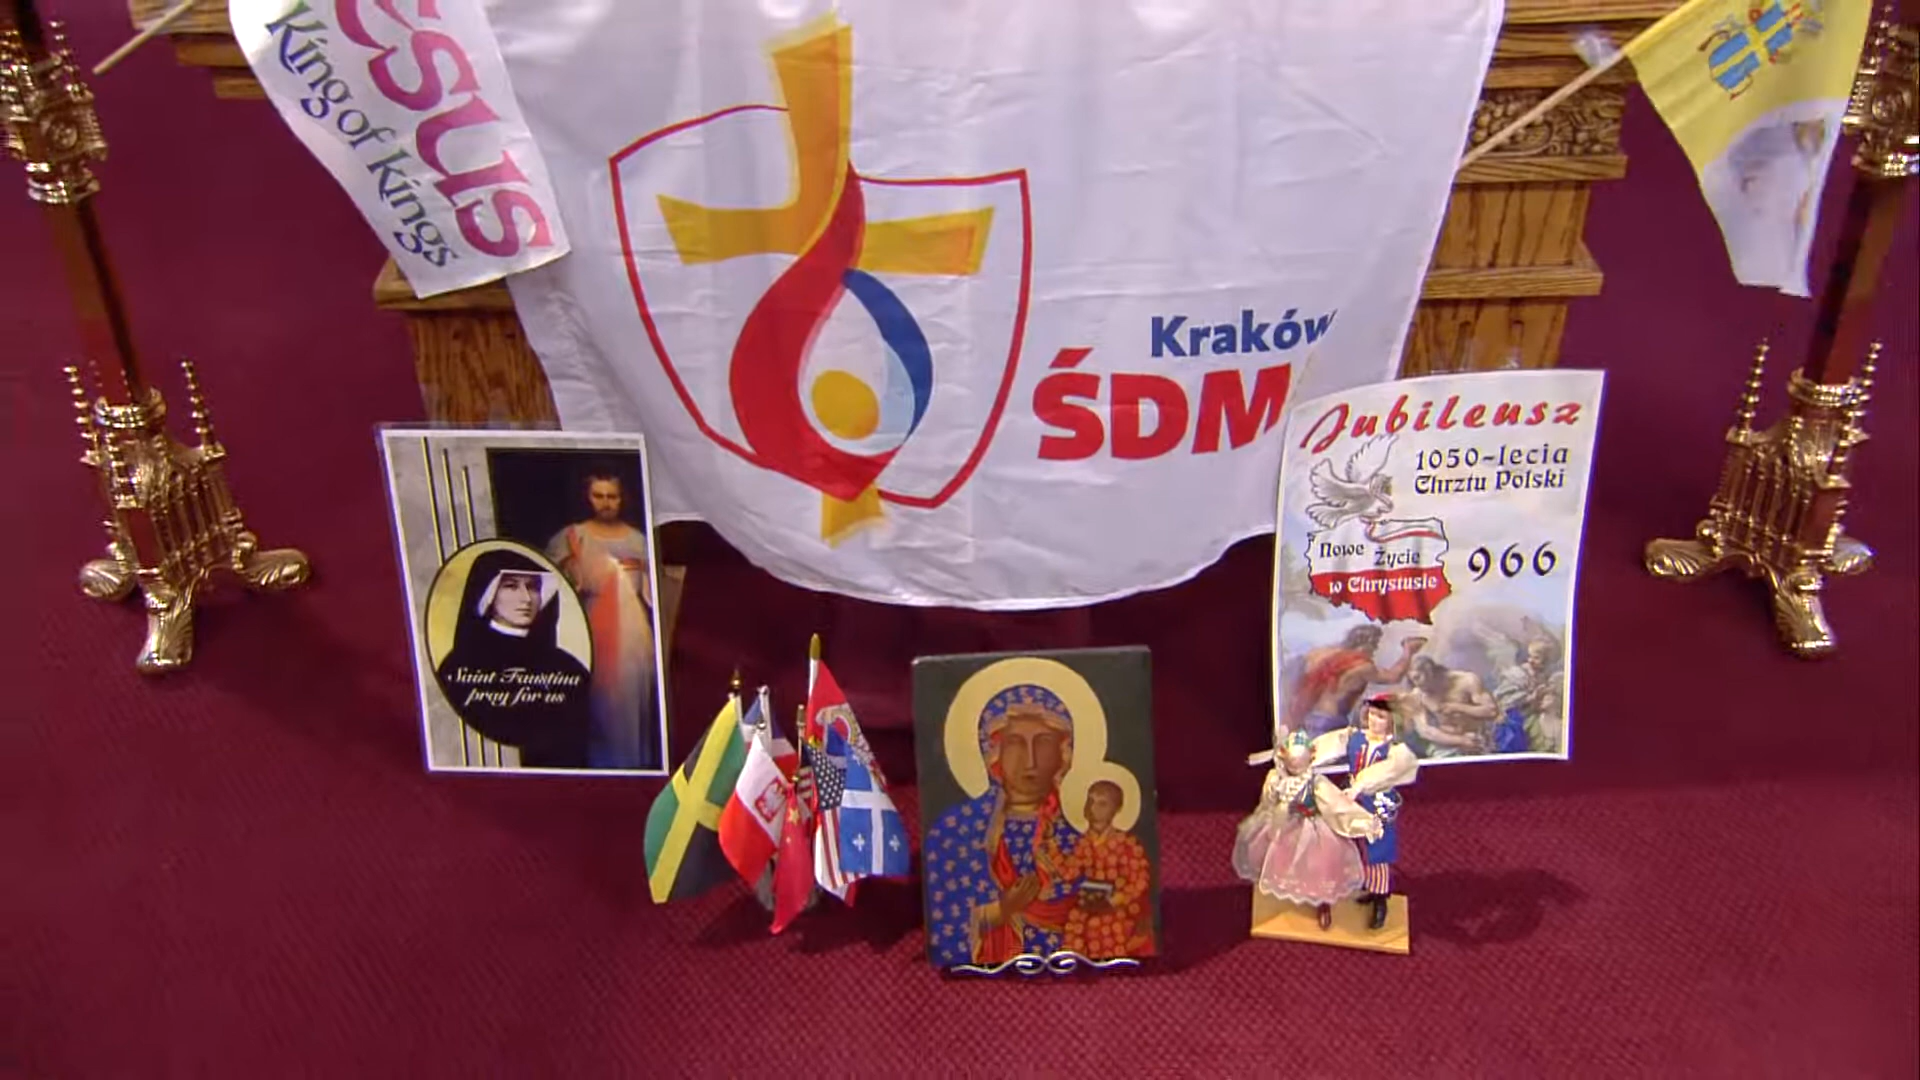 esus
King of Kings
Kraków
ŚDM
Jubileusz
1050-lecia
Chrztu Polski
966
Nowe Życie
w Chrystusie
Saint Faustina
pray for us